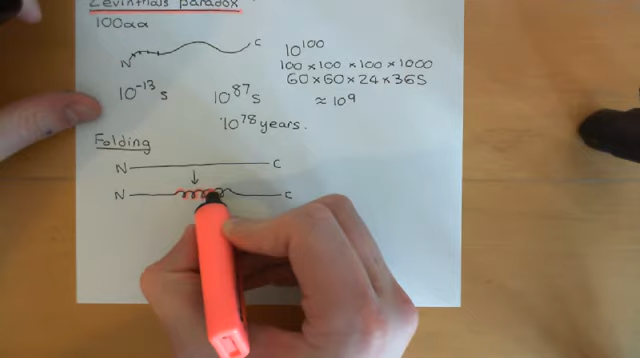 Levinthals paradox
100aa
N C
10^100
100 × 100 × 100 × 1000
60×60×24×365
≈ 10^9
10^-13 s
10^87 s
10^78 years.
Folding
N C
N C